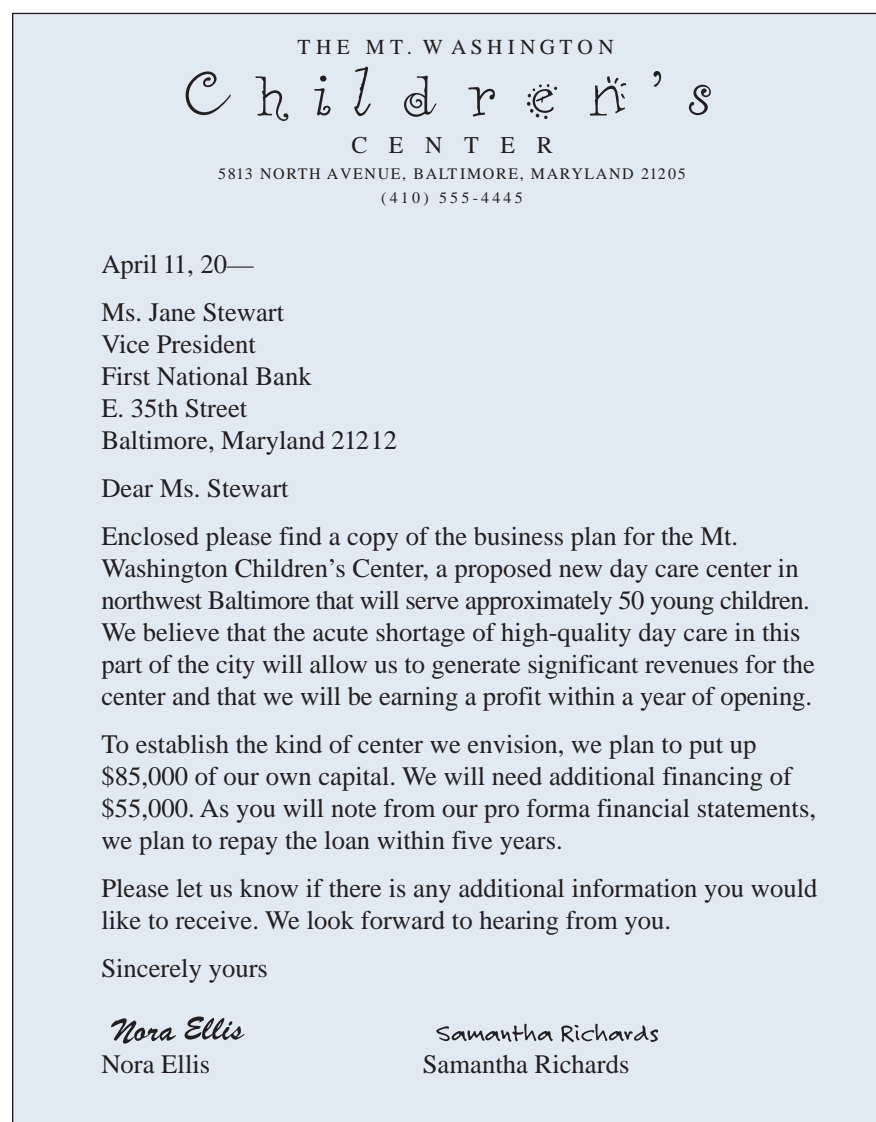 THE MT. WASHINGTON
Children's
CENTER
5813 NORTH AVENUE, BALTIMORE, MARYLAND 21205
(410) 555-4445
April 11, 20—
Ms. Jane Stewart
Vice President
First National Bank
E. 35th Street
Baltimore, Maryland 21212
Dear Ms. Stewart
Enclosed please find a copy of the business plan for the Mt.
Washington Children’s Center, a proposed new day care center in
northwest Baltimore that will serve approximately 50 young children.
We believe that the acute shortage of high-quality day care in this
part of the city will allow us to generate significant revenues for the
center and that we will be earning a profit within a year of opening.
To establish the kind of center we envision, we plan to put up
$85,000 of our own capital. We will need additional financing of
$55,000. As you will note from our pro forma financial statements,
we plan to repay the loan within five years.
Please let us know if there is any additional information you would
like to receive. We look forward to hearing from you.
Sincerely yours
Nora Ellis Samantha Richards
Nora Ellis Samantha Richards